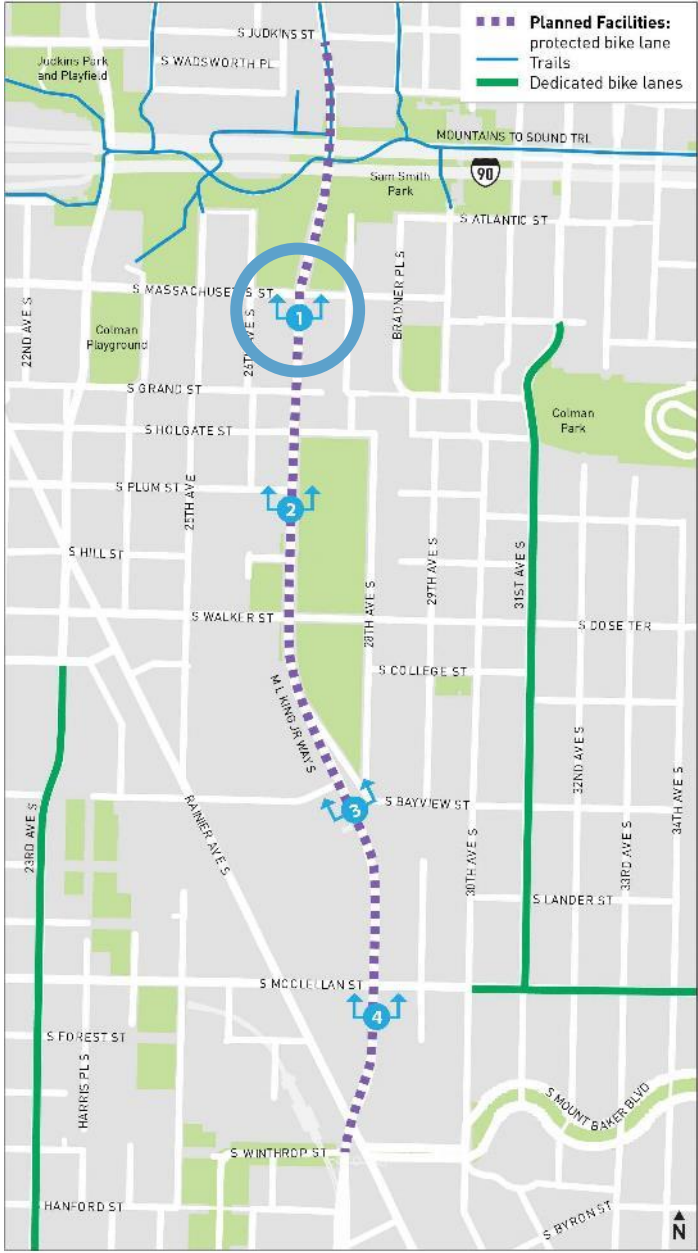 Planned Facilities:
protected bike lane
Trails
Dedicated bike lanes
S JUDKINS ST
Judkins Park
and Playfield
S WADSWORTH PL
MOUNTAINS TO SOUND TRL
90
Sam Smith
Park
S ATLANTIC ST
S MASSACHUSETTS ST
1
BRADNER PL S
22ND AVE S
Colman
Playground
26TH AVE S
S GRAND ST
Colman
Park
S HOLGATE ST
S PLUM ST
25TH AVE
2
S HILL ST
29TH AVE S
31ST AVE S
28TH AVE S
S WALKER ST
S DOSE TER
S COLLEGE ST
M L KING JR WAY S
32ND AVE S
34TH AVE S
3
S BAYVIEW ST
23RD AVE S
RAINIER AVE S
30TH AVE S
33RD AVE S
S LANDER ST
S MCCLELLAN ST
4
S FOREST ST
HARRIS PL S
S MOUNT BAKER BLVD
S WINTHROP ST
HANFORD ST
S BYRON ST
N